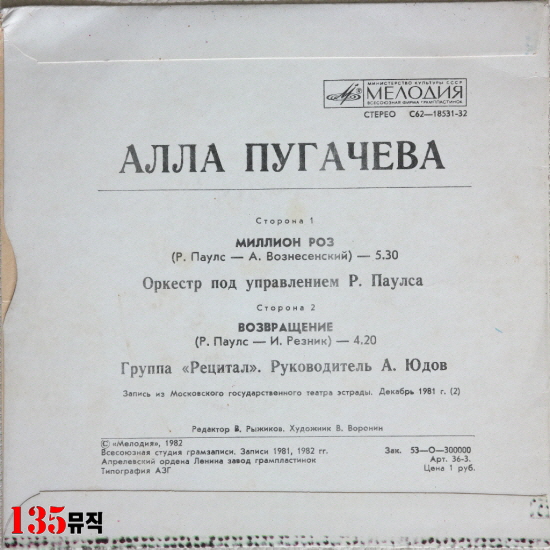 МИНИСТЕРСТВО КУЛЬТУРЫ СССР
МЕЛОДИЯ
ВСЕСОЮЗНАЯ ФИРМА ГРАМПЛАСТИНОК
СТЕРЕО С62—18531-32
АЛЛА ПУГАЧЕВА
Сторона 1
МИЛЛИОН РОЗ
(Р. Паулс — А. Вознесенский) — 5.30
Оркестр под управлением Р. Паулса
Сторона 2
ВОЗВРАЩЕНИЕ
(Р. Паулс — И. Резник) — 4.20
Группа «Рецитал». Руководитель А. Юдов
Запись из Московского государственного театра эстрады. Декабрь 1981 г. (2)
Редактор В. Рыжиков. Художник В. Воронин
© «Мелодия», 1982
Всесоюзная студия грамзаписи. Записи 1981, 1982 гг.
Апрелевский ордена Ленина завод грампластинок
Типография АЗГ
Зак. 53—О—300000
Арт. 36-3.
Цена 1 руб.
135뮤직